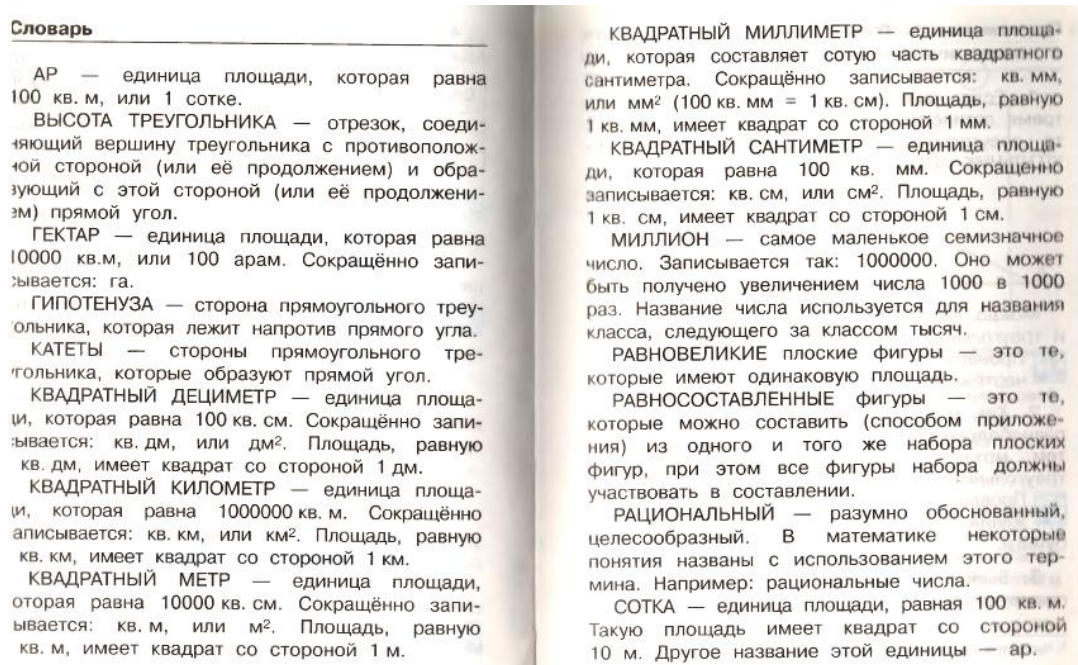 Словарь
АР — единица площади, которая равна
100 кв. м, или 1 сотке.
ВЫСОТА ТРЕУГОЛЬНИКА — отрезок, соеди-
няющий вершину треугольника с противополож-
ной стороной (или её продолжением) и обра-
зующий с этой стороной (или её продолжени-
ем) прямой угол.
ГЕКТАР — единица площади, которая равна
10000 кв.м, или 100 арам. Сокращённо запи-
сывается: га.
ГИПОТЕНУЗА — сторона прямоугольного треу-
гольника, которая лежит напротив прямого угла.
КАТЕТЫ — стороны прямоугольного тре-
угольника, которые образуют прямой угол.
КВАДРАТНЫЙ ДЕЦИМЕТР — единица площа-
ди, которая равна 100 кв. см. Сокращённо запи-
сывается: кв. дм, или дм². Площадь, равную
кв. дм, имеет квадрат со стороной 1 дм.
КВАДРАТНЫЙ КИЛОМЕТР — единица площа-
ди, которая равна 1000000 кв. м. Сокращённо
записывается: кв. км, или км². Площадь, равную
кв. км, имеет квадрат со стороной 1 км.
КВАДРАТНЫЙ МЕТР — единица площади,
которая равна 10000 кв. см. Сокращённо запи-
сывается: кв. м, или м². Площадь, равную
кв. м, имеет квадрат со стороной 1 м.
КВАДРАТНЫЙ МИЛЛИМЕТР — единица площа-
ди, которая составляет сотую часть квадратного
сантиметра. Сокращённо записывается: кв. мм,
или мм² (100 кв. мм = 1 кв. см). Площадь, равную
1 кв. мм, имеет квадрат со стороной 1 мм.
КВАДРАТНЫЙ САНТИМЕТР — единица площа-
ди, которая равна 100 кв. мм. Сокращённо
записывается: кв. см, или см². Площадь, равную
1 кв. см, имеет квадрат со стороной 1 см.
МИЛЛИОН — самое маленькое семизначное
число. Записывается так: 1000000. Оно может
быть получено увеличением числа 1000 в 1000
раз. Название числа используется для названия
класса, следующего за классом тысяч.
РАВНОВЕЛИКИЕ плоские фигуры — это те,
которые имеют одинаковую площадь.
РАВНОСОСТАВЛЕННЫЕ фигуры — это те,
которые можно составить (способом приложе-
ния) из одного и того же набора плоских
фигур, при этом все фигуры набора должны
участвовать в составлении.
РАЦИОНАЛЬНЫЙ — разумно обоснованный,
целесообразный. В математике некоторые
понятия названы с использованием этого тер-
мина. Например: рациональные числа.
СОТКА — единица площади, равная 100 кв. м.
Такую площадь имеет квадрат со стороной
10 м. Другое название этой единицы — ар.